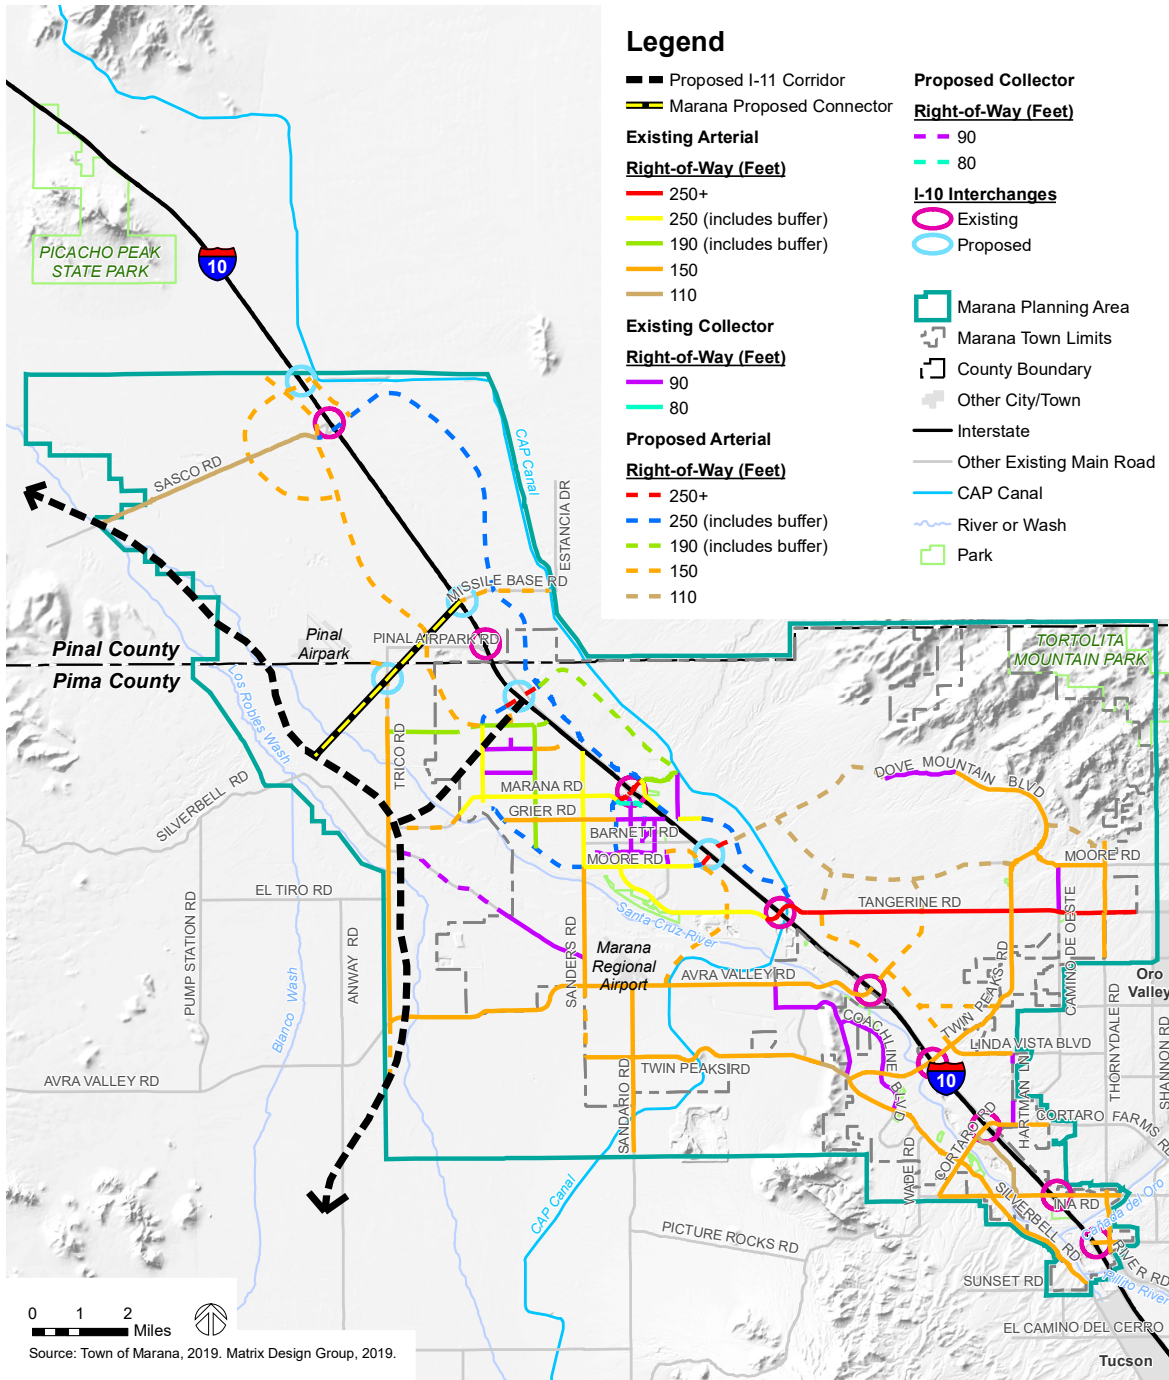 Legend
Proposed I-11 Corridor
Marana Proposed Connector
Existing Arterial
Right-of-Way (Feet)
250+
250 (includes buffer)
190 (includes buffer)
150
110
Existing Collector
Right-of-Way (Feet)
90
80
Proposed Arterial
Right-of-Way (Feet)
250+
250 (includes buffer)
190 (includes buffer)
150
110
Proposed Collector
Right-of-Way (Feet)
90
80
I-10 Interchanges
Existing
Proposed
Marana Planning Area
Marana Town Limits
County Boundary
Other City/Town
Interstate
Other Existing Main Road
CAP Canal
River or Wash
Park
PICACHO PEAK
STATE PARK
10
SASCO RD
CAP Canal
ESTANCIA DR
MISSILE BASE RD
PINAL AIRPARK RD
Pinal
Airpark
Pinal County
Pima County
TORTOLITA
MOUNTAIN PARK
Los Robles Wash
TRICO RD
SILVERBELL RD
MARANA RD
GRIER RD
BARNETT RD
MOORE RD
DOVE MOUNTAIN BLVD
MOORE RD
EL TIRO RD
PUMP STATION RD
ANWAY RD
Blanco Wash
AVRA VALLEY RD
Santa Cruz River
SANDERS RD
Marana
Regional
Airport
AVRA VALLEY RD
TANGERINE RD
CAMINO DE OESTE
TWIN PEAKS RD
Oro
Valley
COACHLINE BLVD
LINDA VISTA BLVD
THORNYDALE RD
SHANNON RD
HARTMAN LN
10
TWIN PEAKS RD
SANDARIO RD
CORTARO FARMS RD
CORTARO RD
WADE RD
CAP Canal
SILVERBELL RD
INA RD
Cañada del Oro
RIVER RD
PICTURE ROCKS RD
SUNSET RD
Rillito River
EL CAMINO DEL CERRO
Tucson
0 1 2
Miles
Source: Town of Marana, 2019. Matrix Design Group, 2019.